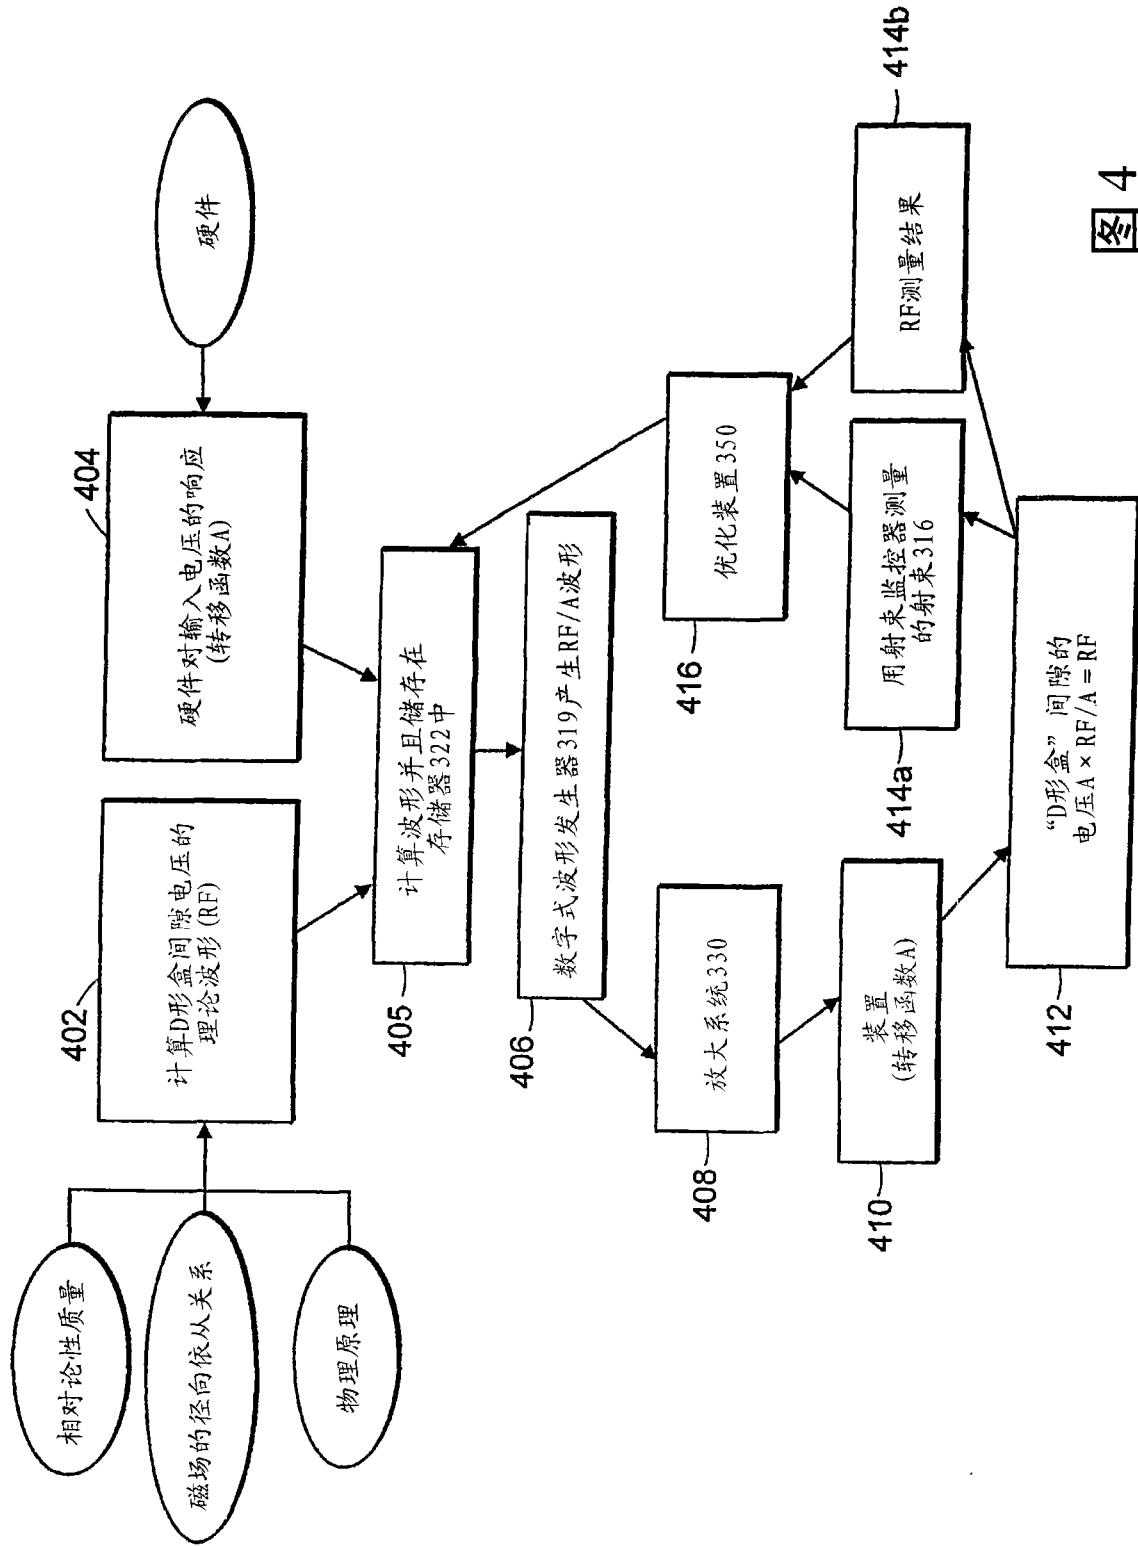 相对论性质量
磁场的径向依从关系
物理原理
402
计算D形盒间隙电压的
理论波形(RF)
404
硬件对输入电压的响应
(转移函数A)
硬件
405
计算波形并且储存在
存储器322中
406
数字式波形发生器319产生RF/A波形
408
放大系统330
410
装置
(转移函数A)
412
“D形盒”间隙的
电压A×RF/A=RF
414a
用射束监控器测量
的射束316
414b
RF测量结果
416
优化装置350
图 4